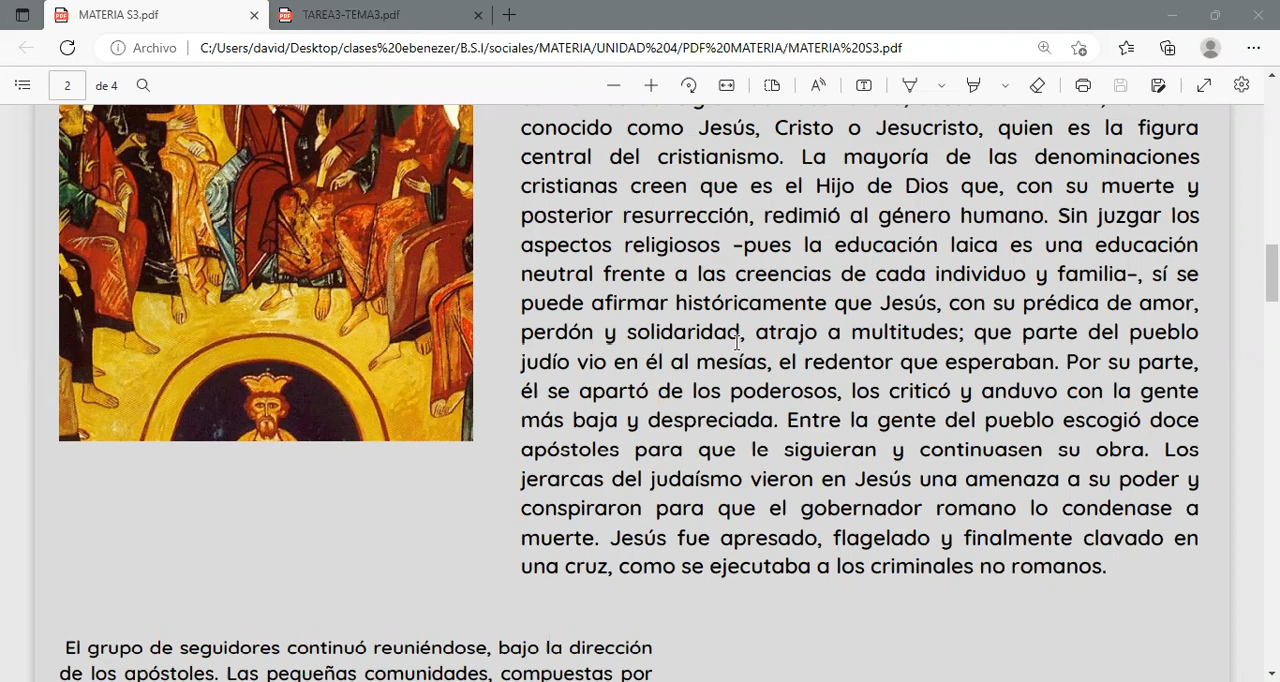 MATERIA S3.pdf
TAREA3-TEMA3.pdf
Archivo
C:/Users/david/Desktop/clases%20ebenezer/B.S.I/sociales/MATERIA/UNIDAD%204/PDF%20MATERIA/MATERIA%20S3.pdf
2 de 4
conocido como Jesús, Cristo o Jesucristo, quien es la figura
central del cristianismo. La mayoría de las denominaciones
cristianas creen que es el Hijo de Dios que, con su muerte y
posterior resurrección, redimió al género humano. Sin juzgar los
aspectos religiosos –pues la educación laica es una educación
neutral frente a las creencias de cada individuo y familia–, sí se
puede afirmar históricamente que Jesús, con su prédica de amor,
perdón y solidaridad, atrajo a multitudes; que parte del pueblo
judío vio en él al mesías, el redentor que esperaban. Por su parte,
él se apartó de los poderosos, los criticó y anduvo con la gente
más baja y despreciada. Entre la gente del pueblo escogió doce
apóstoles para que le siguieran y continuasen su obra. Los
jerarcas del judaísmo vieron en Jesús una amenaza a su poder y
conspiraron para que el gobernador romano lo condenase a
muerte. Jesús fue apresado, flagelado y finalmente clavado en
una cruz, como se ejecutaba a los criminales no romanos.
El grupo de seguidores continuó reuniéndose, bajo la dirección
de los apóstoles. Las pequeñas comunidades, compuestas por